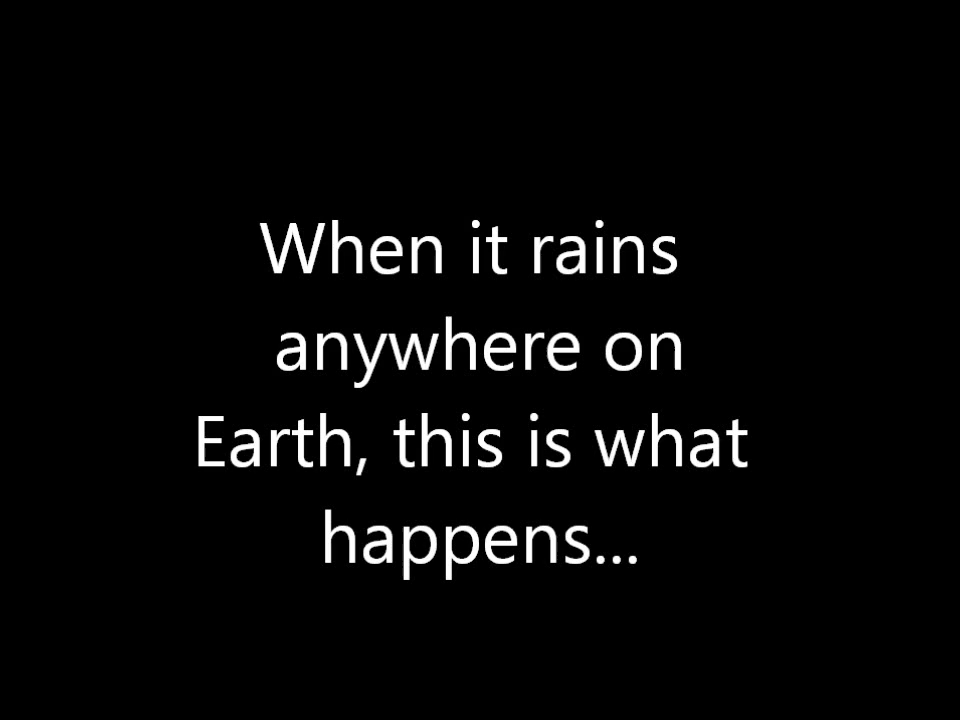 When it rains
anywhere on
Earth, this is what
happens...